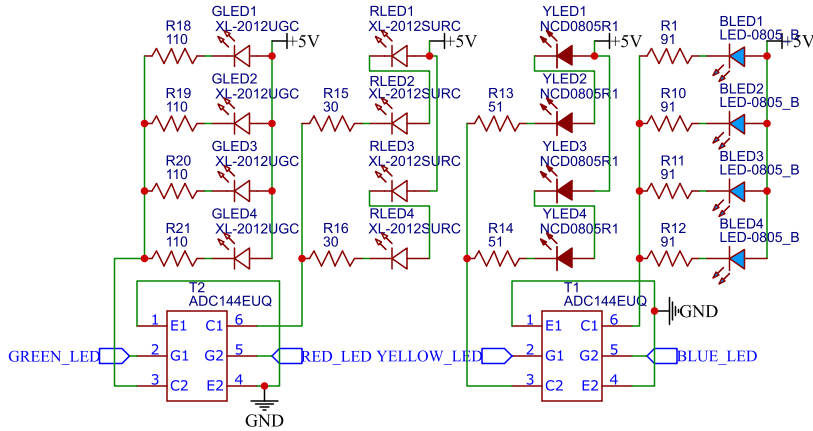 R18
110
GLED1
XL-2012UGC
+5V
RLED1
XL-2012SURC
+5V
YLED1
NCD0805R1
+5V
R1
91
BLED1
LED-0805_B
+5V
R19
110
GLED2
XL-2012UGC
R15
30
RLED2
XL-2012SURC
R13
51
YLED2
NCD0805R1
R10
91
BLED2
LED-0805_B
R20
110
GLED3
XL-2012UGC
RLED3
XL-2012SURC
YLED3
NCD0805R1
R11
91
BLED3
LED-0805_B
R21
110
GLED4
XL-2012UGC
R16
30
RLED4
XL-2012SURC
R14
51
YLED4
NCD0805R1
R12
91
BLED4
LED-0805_B
T2
ADC144EUQ
1 E1 C1 6
GREEN_LED 2 G1 G2 5 RED_LED
3 C2 E2 4
GND
T1
ADC144EUQ
1 E1 C1 6
GND
YELLOW_LED 2 G1 G2 5 BLUE_LED
3 C2 E2 4